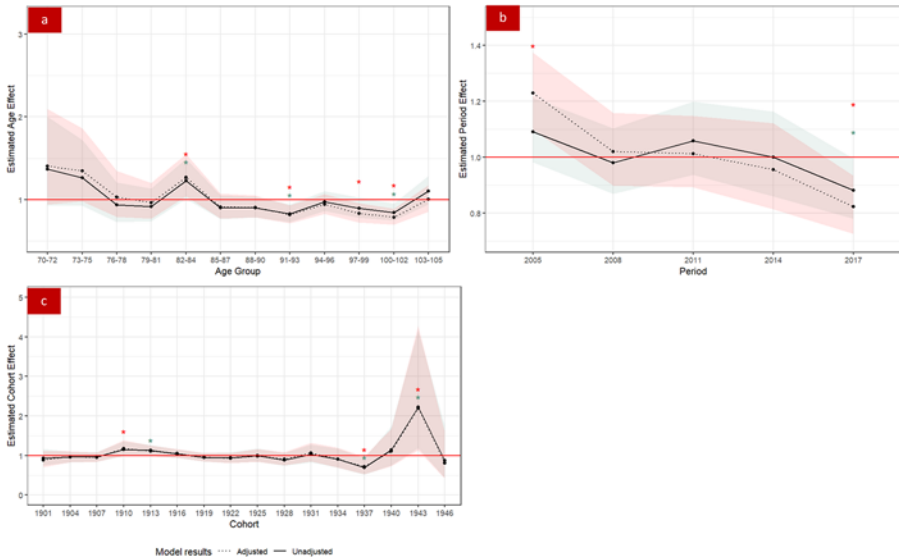 a
Estimated Age Effect
3
2
1
70-72 73-75 76-78 79-81 82-84 85-87 88-90 91-93 94-96 97-99 100-102 103-105
Age Group
b
Estimated Period Effect
1.4
1.2
1.0
0.8
2005 2008 2011 2014 2017
Period
c
Estimated Cohort Effect
5
4
3
2
1
0
1901 1904 1907 1910 1913 1916 1919 1922 1925 1928 1931 1934 1937 1940 1943 1946
Cohort
Model results Adjusted Unadjusted